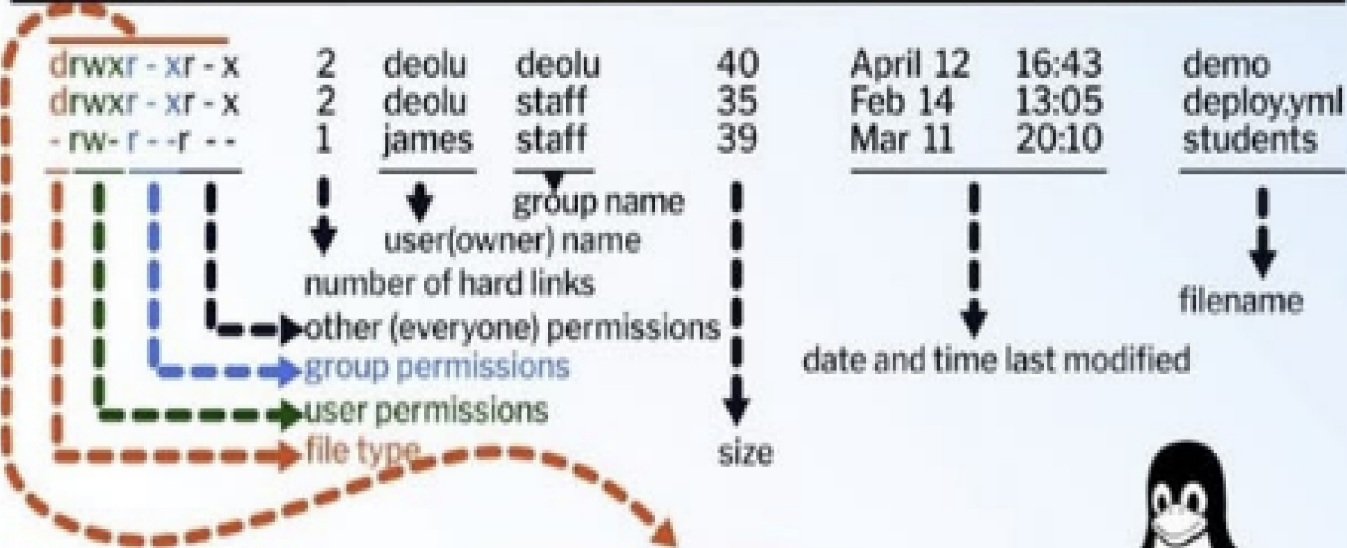 drwxr-xr-x 2 deolu deolu 40 April 12 16:43 demo
drwxr-xr-x 2 deolu staff 35 Feb 14 13:05 deploy.yml
-rw-r--r-- 1 james staff 39 Mar 11 20:10 students
group name
user(owner) name
number of hard links
filename
other (everyone) permissions
date and time last modified
group permissions
user permissions
file type
size